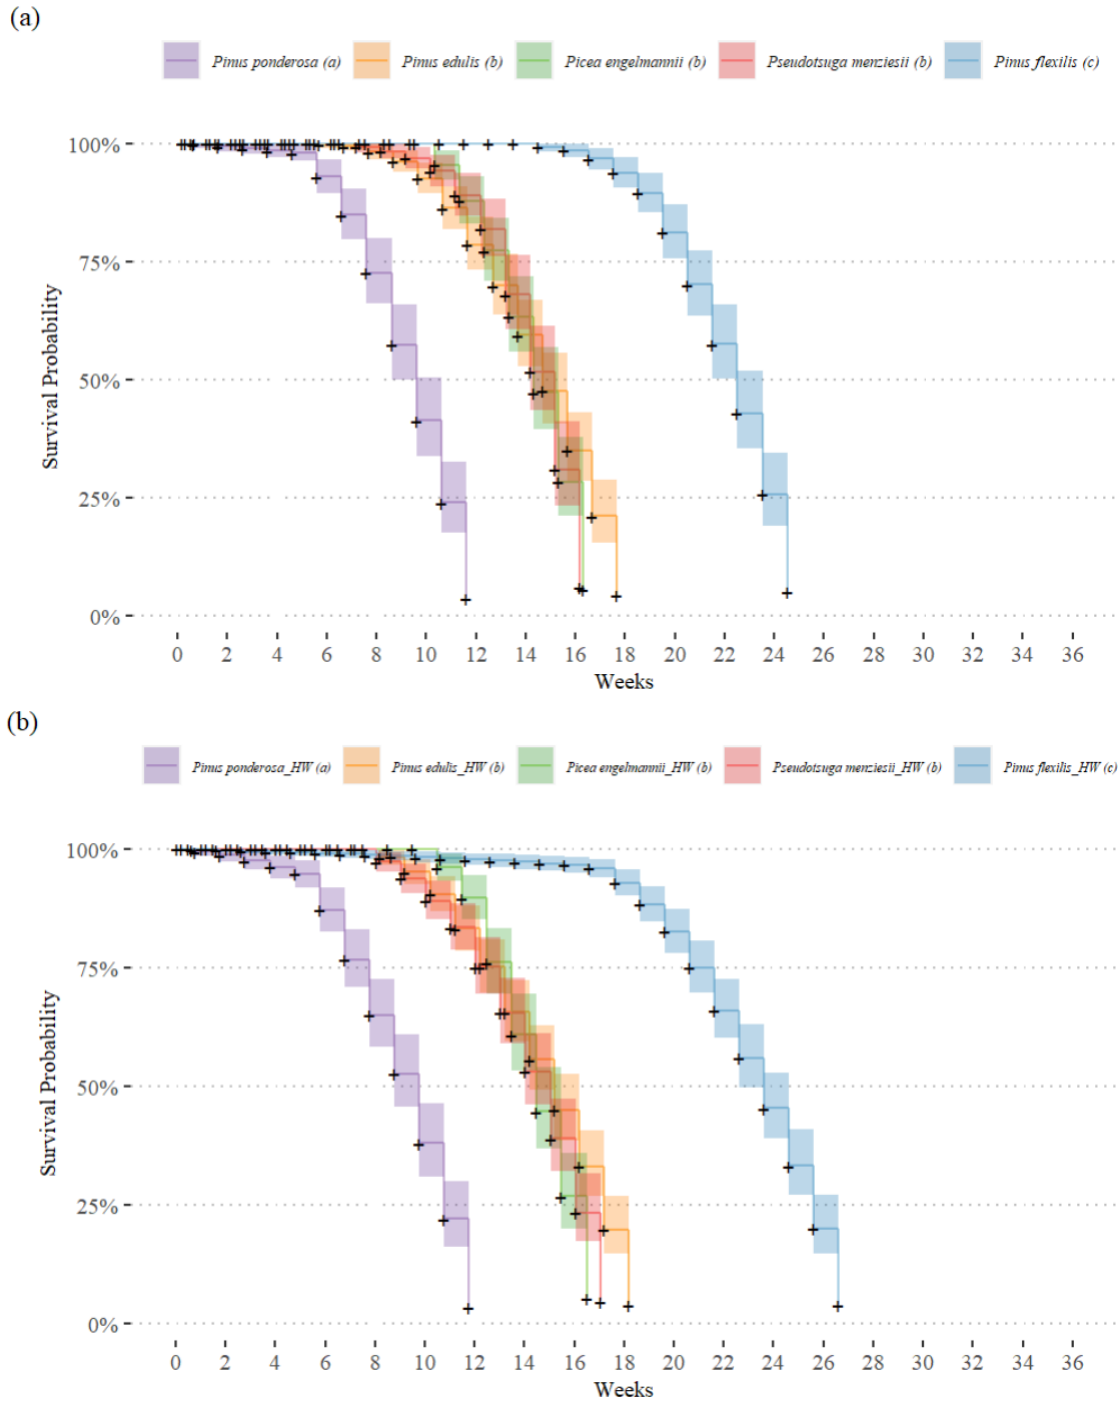 (a)
Pinus ponderosa (a) Pinus edulis (b) Picea engelmannii (b) Pseudotsuga menziesii (b) Pinus flexilis (c)
100%
75%
50%
25%
0%
Survival Probability
0 2 4 6 8 10 12 14 16 18 20 22 24 26 28 30 32 34 36
Weeks
(b)
Pinus ponderosa_HW (a) Pinus edulis_HW (b) Picea engelmannii_HW (b) Pseudotsuga menziesii_HW (b) Pinus flexilis_HW (c)
100%
75%
50%
25%
0%
Survival Probability
0 2 4 6 8 10 12 14 16 18 20 22 24 26 28 30 32 34 36
Weeks